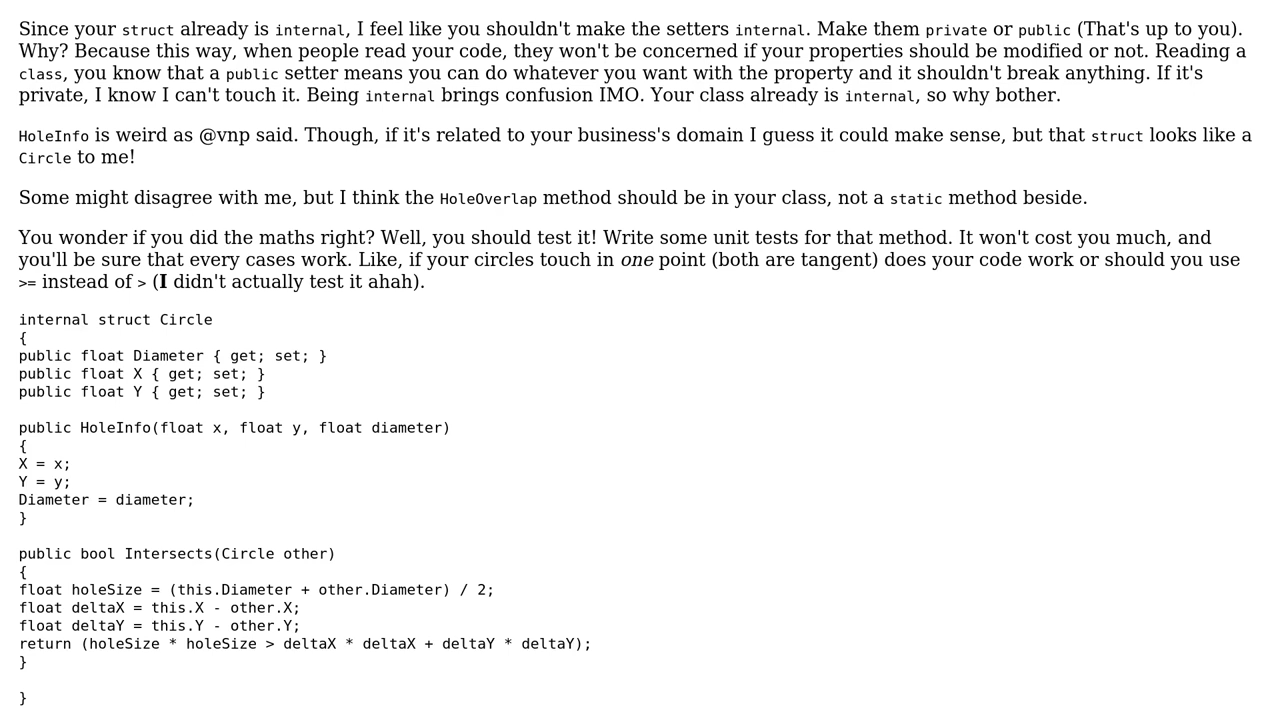 Since your struct already is internal, I feel like you shouldn't make the setters internal. Make them private or public (That's up to you).
Why? Because this way, when people read your code, they won't be concerned if your properties should be modified or not. Reading a
class, you know that a public setter means you can do whatever you want with the property and it shouldn't break anything. If it's
private, I know I can't touch it. Being internal brings confusion IMO. Your class already is internal, so why bother.
HoleInfo is weird as @vnp said. Though, if it's related to your business's domain I guess it could make sense, but that struct looks like a
Circle to me!
Some might disagree with me, but I think the HoleOverlap method should be in your class, not a static method beside.
You wonder if you did the maths right? Well, you should test it! Write some unit tests for that method. It won't cost you much, and
you'll be sure that every cases work. Like, if your circles touch in one point (both are tangent) does your code work or should you use
>= instead of > (I didn't actually test it ahah).
internal struct Circle
{
public float Diameter { get; set; }
public float X { get; set; }
public float Y { get; set; }
public HoleInfo(float x, float y, float diameter)
{
X = x;
Y = y;
Diameter = diameter;
}
public bool Intersects(Circle other)
{
float holeSize = (this.Diameter + other.Diameter) / 2;
float deltaX = this.X - other.X;
float deltaY = this.Y - other.Y;
return (holeSize * holeSize > deltaX * deltaX + deltaY * deltaY);
}
}